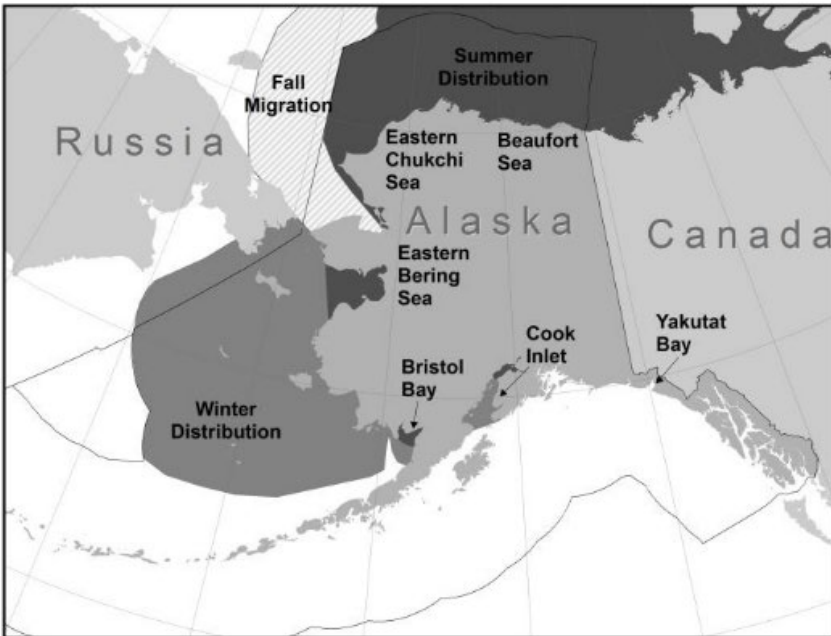 Summer
Distribution
Fall
Migration
Russia
Eastern
Chukchi
Sea
Beaufort
Sea
Alaska
Canada
Eastern
Bering
Sea
Cook
Inlet
Yakutat
Bay
Bristol
Bay
Winter
Distribution